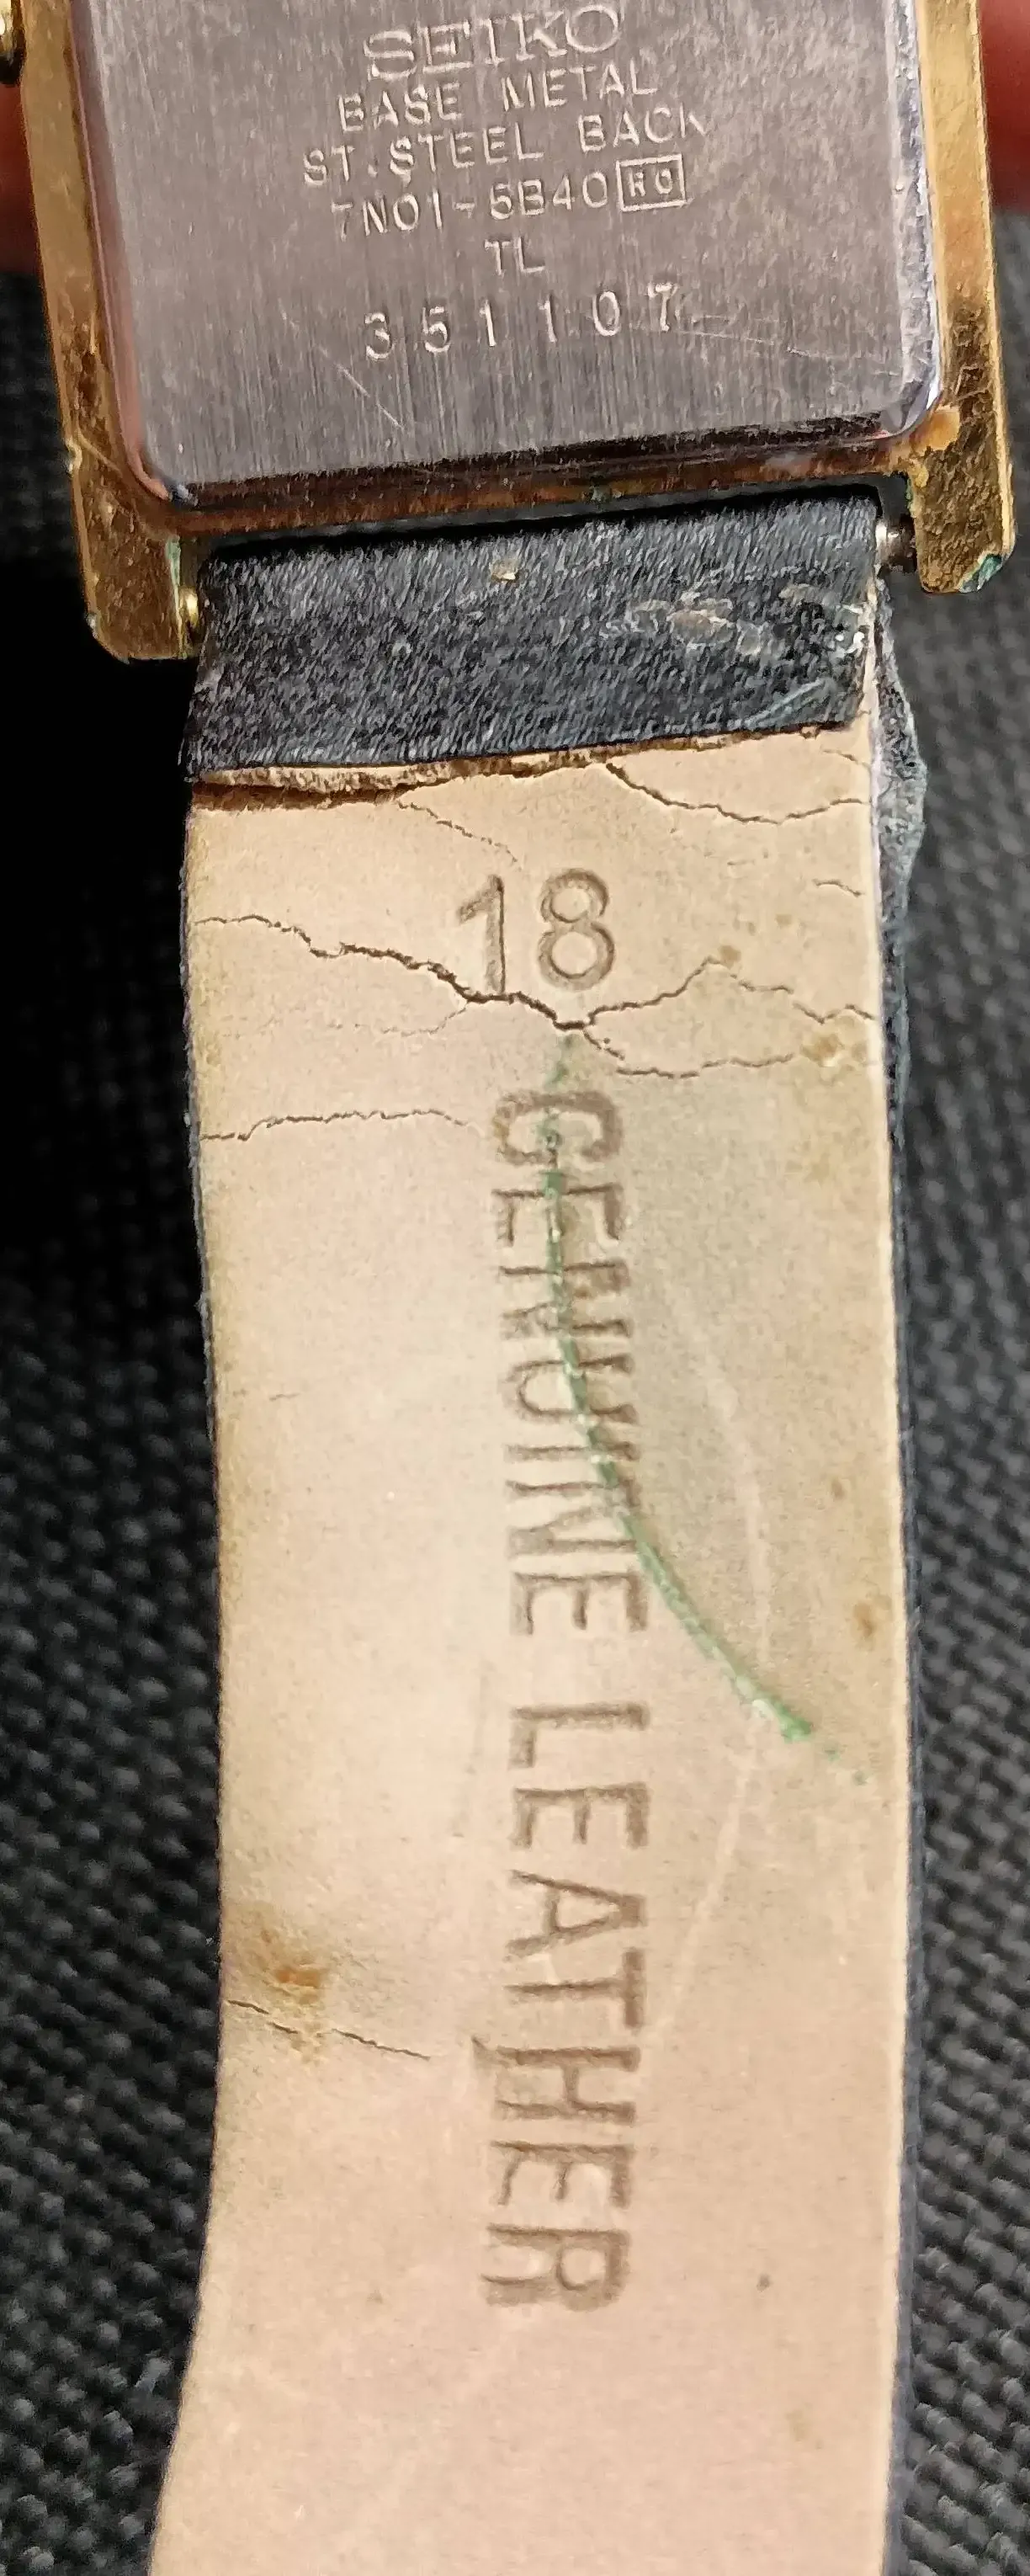 SEIKO
BASE METAL
ST.STEEL BACK
7N01-5B40 R0
TL
351107
18
GENUINE LEATHER